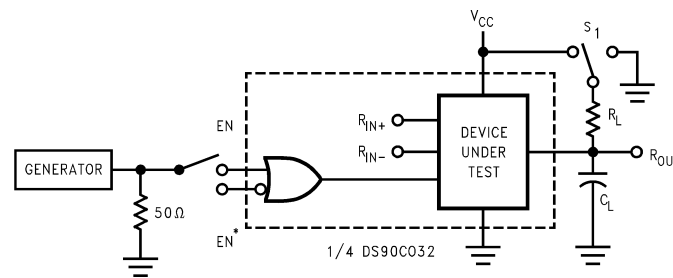 V_CC
S_1
EN
R_IN+
R_IN-
DEVICE
UNDER
TEST
R_L
GENERATOR
R_OU
50Ω
C_L
EN*
1/4 DS90C032